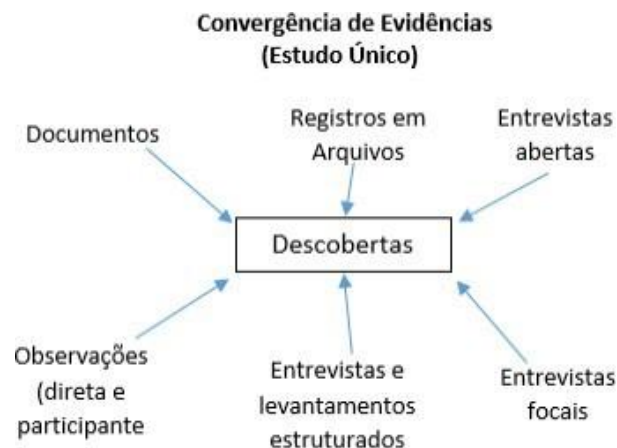 Convergência de Evidências
(Estudo Único)
Documentos
Registros em
Arquivos
Entrevistas
abertas
Descobertas
Observações
(direta e
participante
Entrevistas e
levantamentos
estruturados
Entrevistas
focais